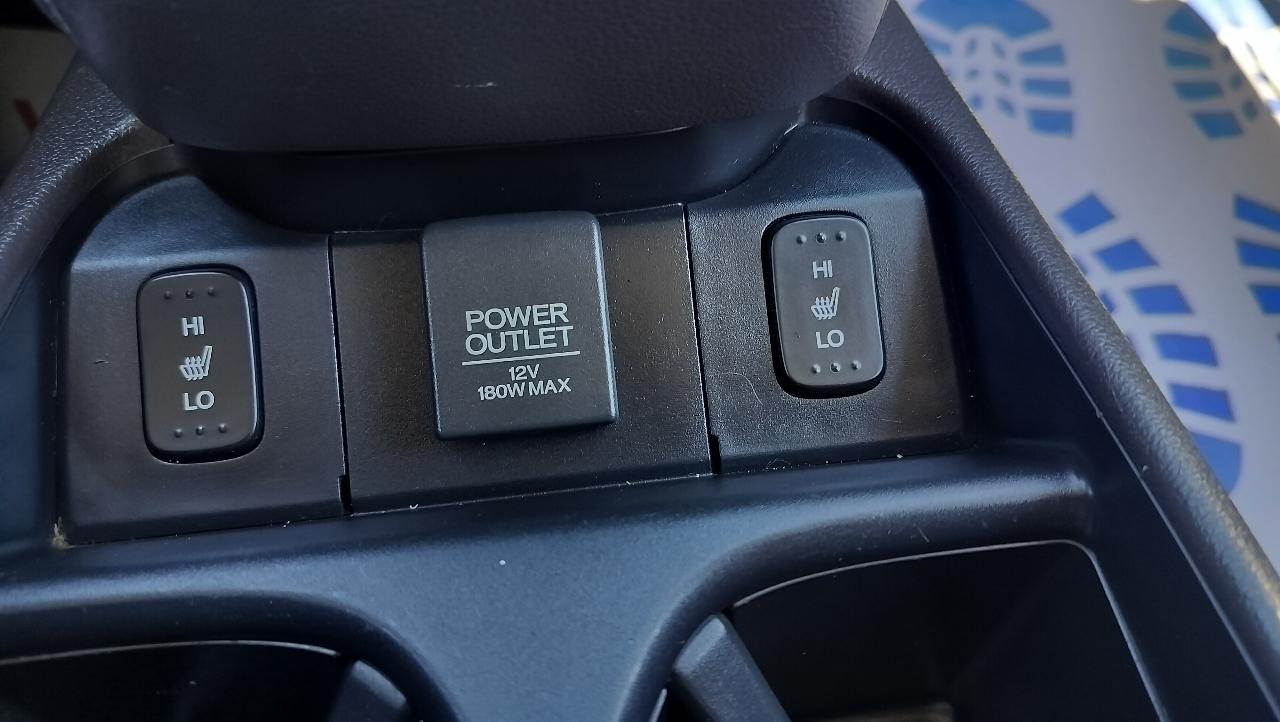 HI
LO
POWER
OUTLET
12V
180W MAX
HI
LO